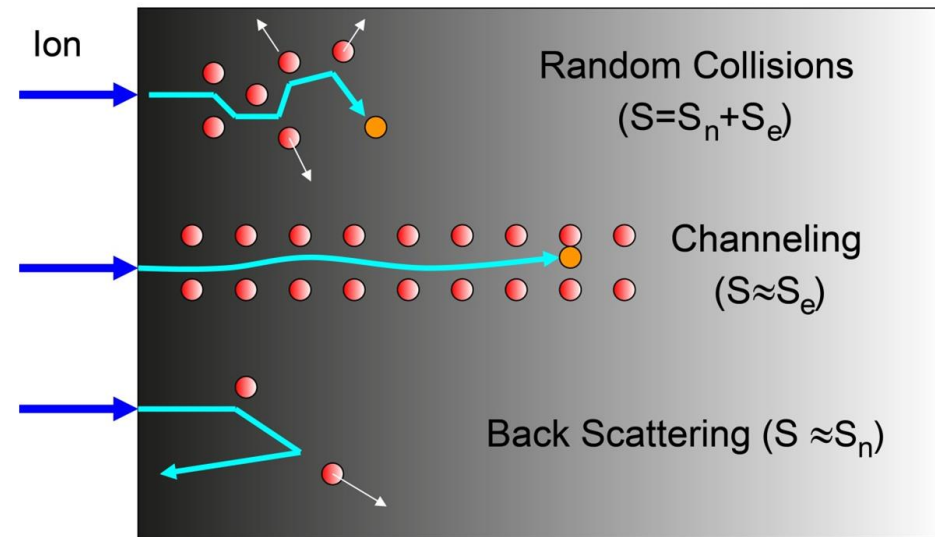 Ion
Random Collisions
(S=Sn+Se)
Channeling
(S≈Se)
Back Scattering (S ≈Sn)